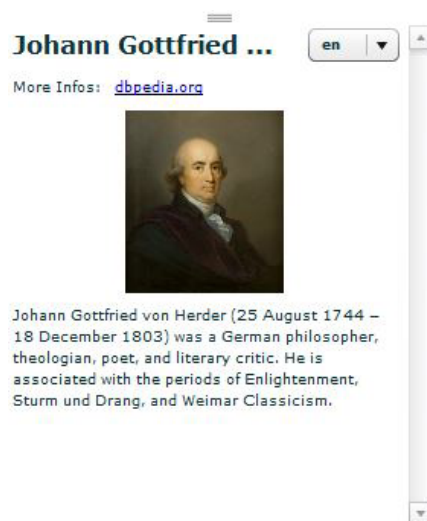 Johann Gottfried ...
en
More Infos: dbpedia.org
Johann Gottfried von Herder (25 August 1744 –
18 December 1803) was a German philosopher,
theologian, poet, and literary critic. He is
associated with the periods of Enlightenment,
Sturm und Drang, and Weimar Classicism.